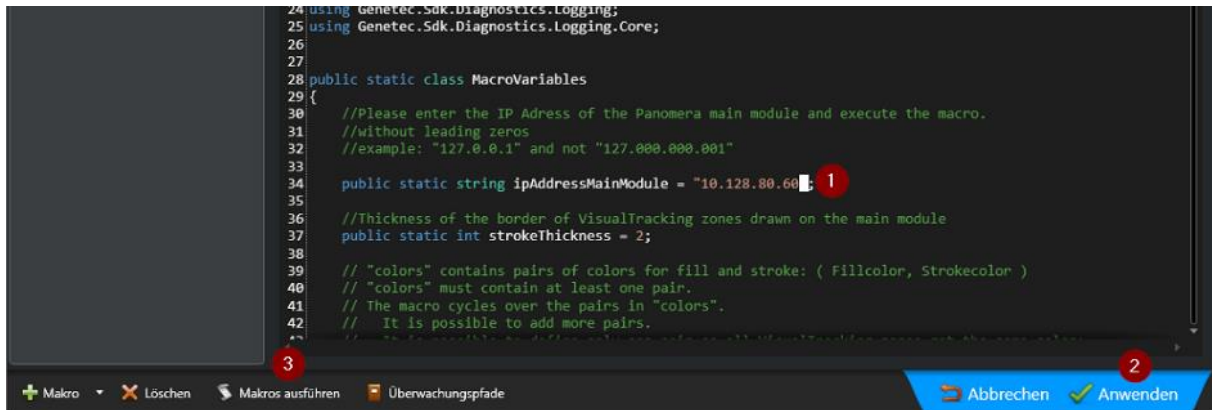 24 using Genetec.Sdk.Diagnostics.Logging;
25 using Genetec.Sdk.Diagnostics.Logging.Core;
26
27
28 public static class MacroVariables
29 {
30 //Please enter the IP Adress of the Panomera main module and execute the macro.
31 //without leading zeros
32 //example: "127.0.0.1" and not "127.000.000.001"
33
34 public static string ipAddressMainModule = "10.128.80.60 ; 1
35
36 //Thickness of the border of VisualTracking zones drawn on the main module
37 public static int strokeThickness = 2;
38
39 // "colors" contains pairs of colors for fill and stroke: ( Fillcolor, Strokecolor )
40 // "colors" must contain at least one pair.
41 // The macro cycles over the pairs in "colors".
42 // It is possible to add more pairs.
3 2
Makro Löschen Makros ausführen Überwachungspfade Abbrechen Anwenden